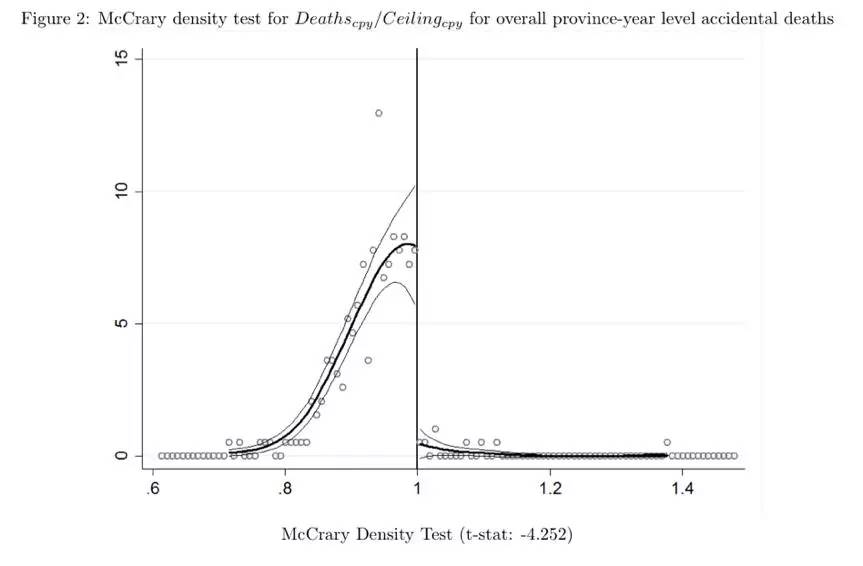 Figure 2: McCrary density test for Deaths_cpy/Ceiling_cpy for overall province-year level accidental deaths
15
10
5
0
.6 .8 1 1.2 1.4
McCrary Density Test (t-stat: -4.252)